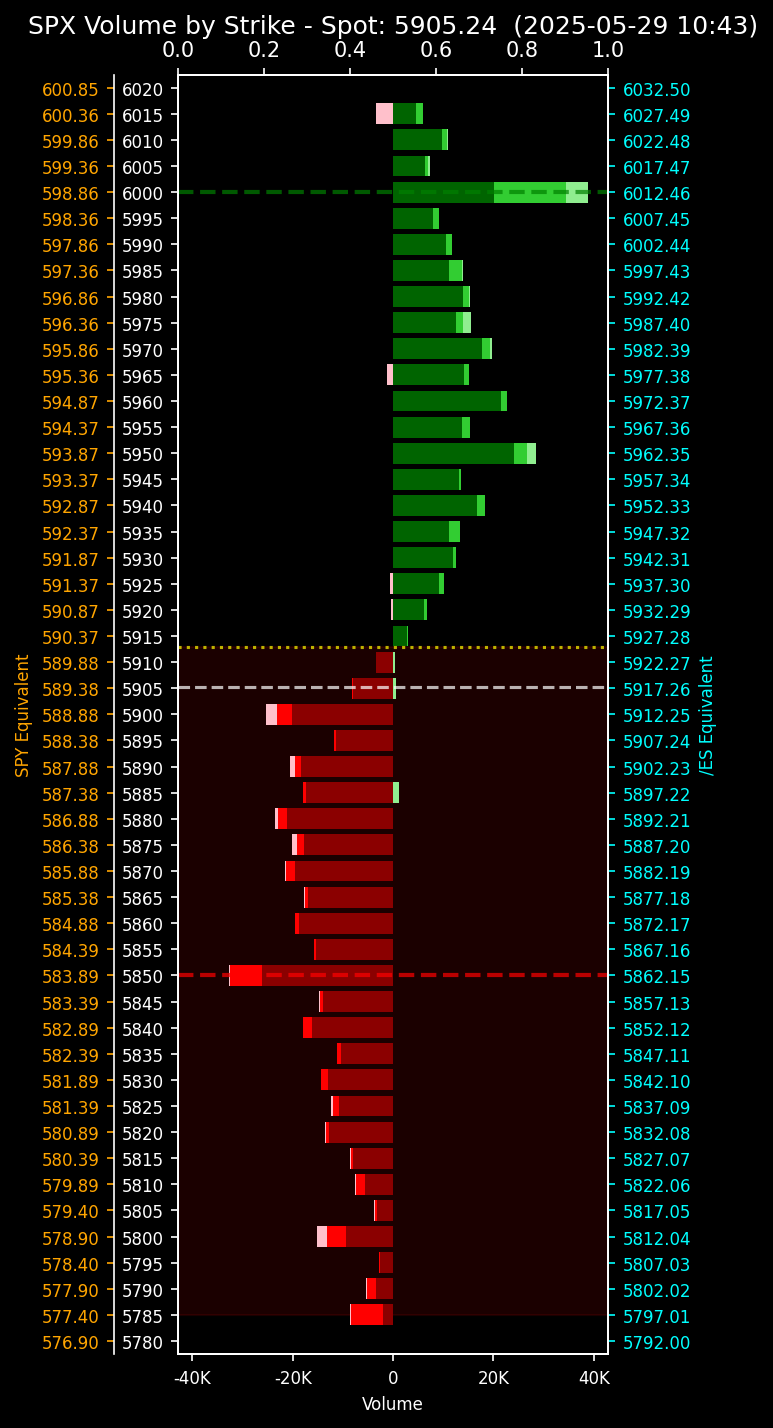 SPX Volume by Strike - Spot: 5905.24 (2025-05-29 10:43)
0.0 0.2 0.4 0.6 0.8 1.0
600.85 6020 6032.50
600.36 6015 6027.49
599.86 6010 6022.48
599.36 6005 6017.47
598.86 6000 6012.46
598.36 5995 6007.45
597.86 5990 6002.44
597.36 5985 5997.43
596.86 5980 5992.42
596.36 5975 5987.40
595.86 5970 5982.39
595.36 5965 5977.38
594.87 5960 5972.37
594.37 5955 5967.36
593.87 5950 5962.35
593.37 5945 5957.34
592.87 5940 5952.33
592.37 5935 5947.32
591.87 5930 5942.31
591.37 5925 5937.30
590.87 5920 5932.29
590.37 5915 5927.28
589.88 5910 5922.27
589.38 5905 5917.26
588.88 5900 5912.25
588.38 5895 5907.24
587.88 5890 5902.23
587.38 5885 5897.22
586.88 5880 5892.21
586.38 5875 5887.20
585.88 5870 5882.19
585.38 5865 5877.18
584.88 5860 5872.17
584.39 5855 5867.16
583.89 5850 5862.15
583.39 5845 5857.13
582.89 5840 5852.12
582.39 5835 5847.11
581.89 5830 5842.10
581.39 5825 5837.09
580.89 5820 5832.08
580.39 5815 5827.07
579.89 5810 5822.06
579.40 5805 5817.05
578.90 5800 5812.04
578.40 5795 5807.03
577.90 5790 5802.02
577.40 5785 5797.01
576.90 5780 5792.00
SPY Equivalent
/ES Equivalent
-40K -20K 0 20K 40K
Volume